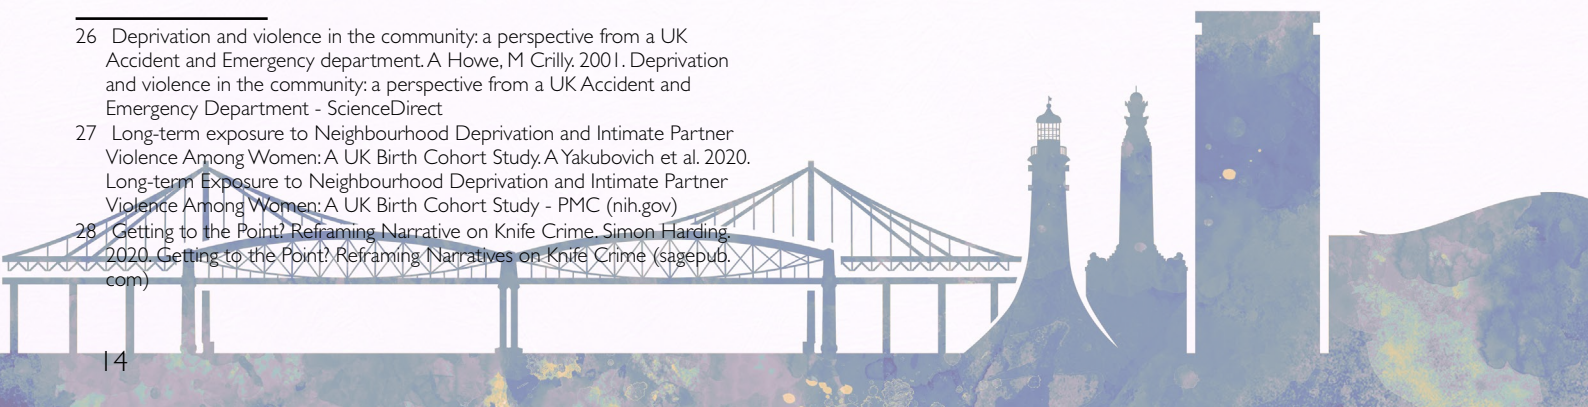 26 Deprivation and violence in the community: a perspective from a UK
Accident and Emergency department. A Howe, M Crilly. 2001. Deprivation
and violence in the community: a perspective from a UK Accident and
Emergency Department - ScienceDirect
27 Long-term exposure to Neighbourhood Deprivation and Intimate Partner
Violence Among Women: A UK Birth Cohort Study. A Yakubovich et al. 2020.
Long-term Exposure to Neighbourhood Deprivation and Intimate Partner
Violence Among Women: A UK Birth Cohort Study - PMC (nih.gov)
28 Getting to the Point? Reframing Narrative on Knife Crime. Simon Harding.
2020. Getting to the Point? Reframing Narratives on Knife Crime (sagepub.
com)
14